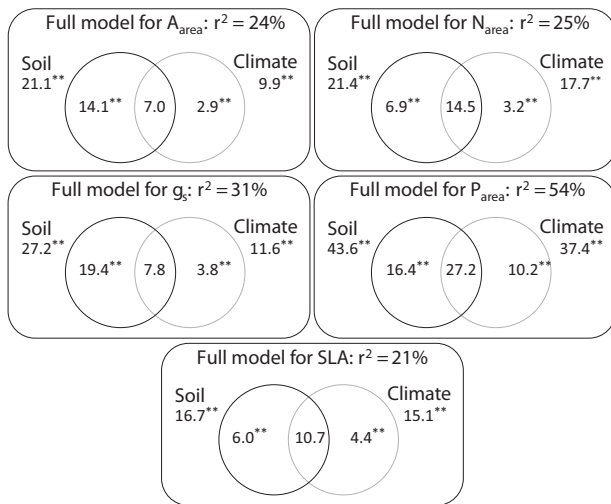 Full model for A_area: r² = 24%
Soil
21.1**
Climate
9.9**
14.1** 7.0 2.9**
Full model for N_area: r² = 25%
Soil
21.4**
Climate
17.7**
6.9** 14.5 3.2**
Full model for g_s: r² = 31%
Soil
27.2**
Climate
11.6**
19.4** 7.8 3.8**
Full model for P_area: r² = 54%
Soil
43.6**
Climate
37.4**
16.4** 27.2 10.2**
Full model for SLA: r² = 21%
Soil
16.7**
Climate
15.1**
6.0** 10.7 4.4**